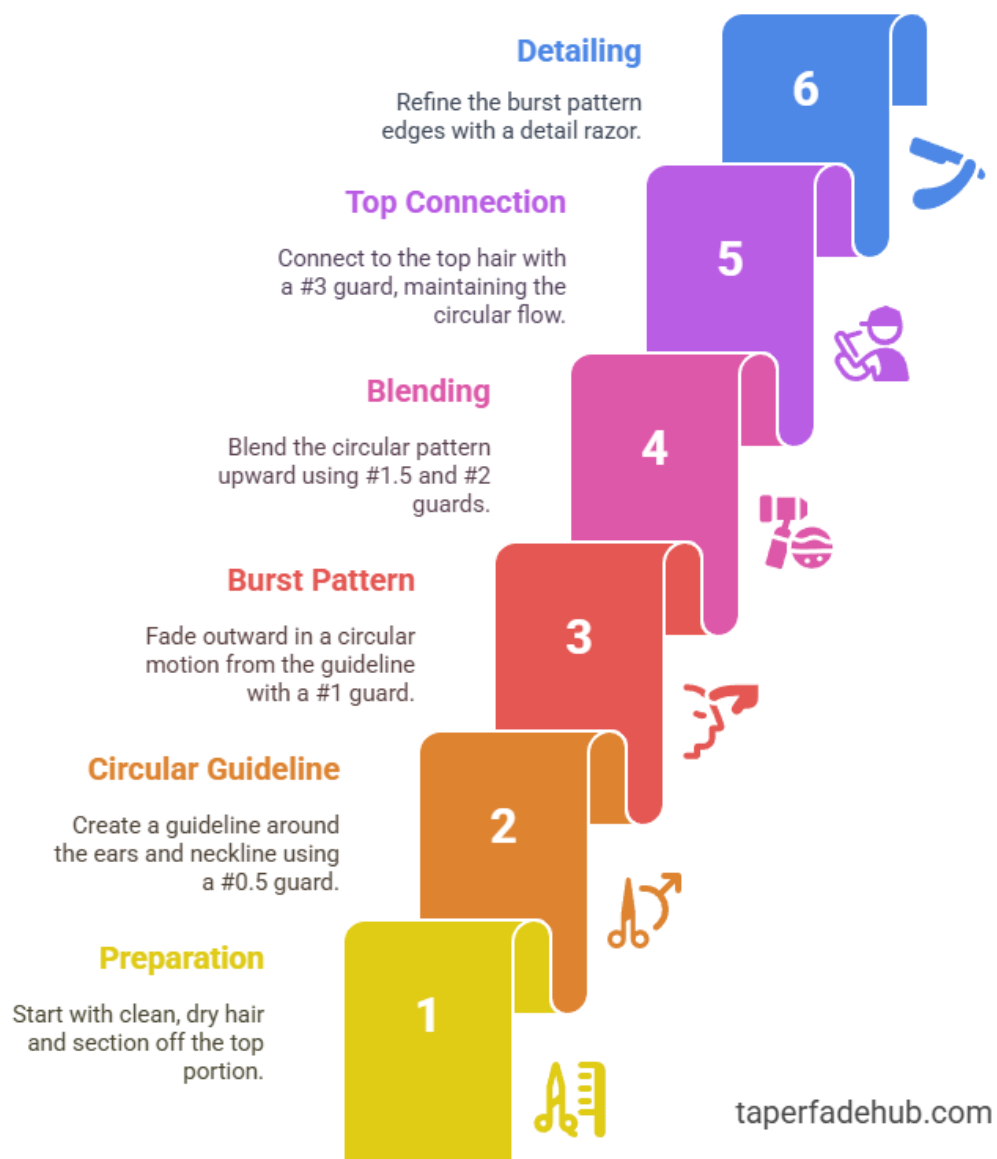 Detailing
Refine the burst pattern
edges with a detail razor.
6
Top Connection
Connect to the top hair with
a #3 guard, maintaining the
circular flow.
5
Blending
Blend the circular pattern
upward using #1.5 and #2
guards.
4
Burst Pattern
Fade outward in a circular
motion from the guideline
with a #1 guard.
3
Circular Guideline
Create a guideline around
the ears and neckline using
a #0.5 guard.
2
Preparation
Start with clean, dry hair
and section off the top
portion.
1
taperfadehub.com